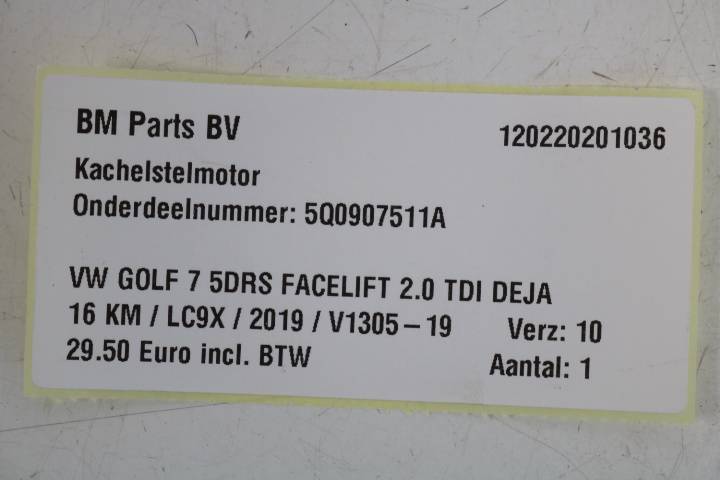 BM Parts BV 120220201036
Kachelstelmotor
Onderdeelnummer: 5Q0907511A
VW GOLF 7 5DRS FACELIFT 2.0 TDI DEJA
16 KM / LC9X / 2019 / V1305-19 Verz: 10
29.50 Euro incl. BTW Aantal: 1